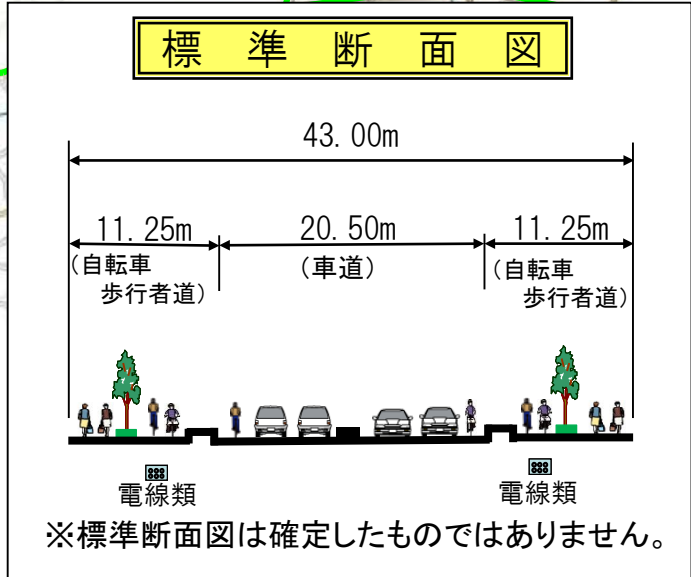 標準断面図
43.00m
11.25m 20.50m 11.25m
(自転車 (車道) (自転車
歩行者道) 歩行者道)
電線類 電線類
※標準断面図は確定したものではありません。